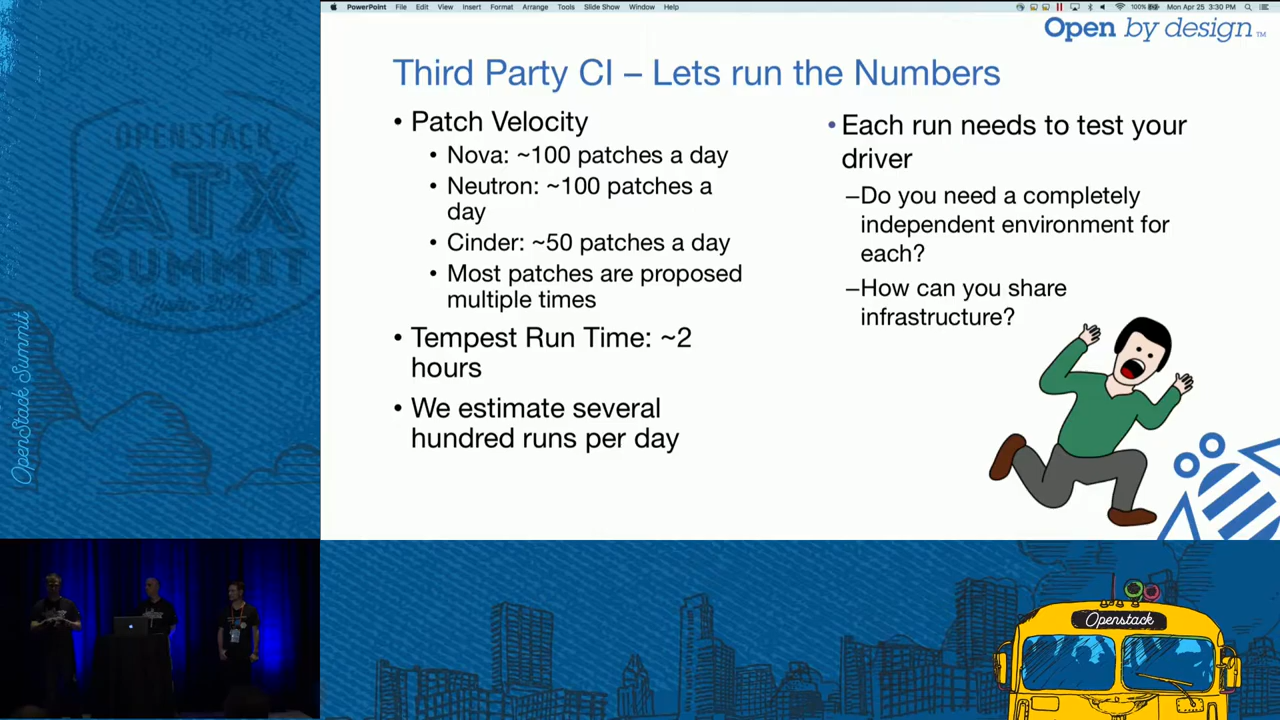 PowerPoint File Edit View Insert Format Arrange Tools Slide Show Window Help
100% Mon Apr 25 3:30 PM
Open by design™
Third Party CI – Lets run the Numbers
• Patch Velocity
• Nova: ~100 patches a day
• Neutron: ~100 patches a
day
• Cinder: ~50 patches a day
• Most patches are proposed
multiple times
• Tempest Run Time: ~2
hours
• We estimate several
hundred runs per day
• Each run needs to test your
driver
–Do you need a completely
independent environment for
each?
–How can you share
infrastructure?
OPENSTACK
ATX
SUMMIT
OpenStack Summit
Openstack